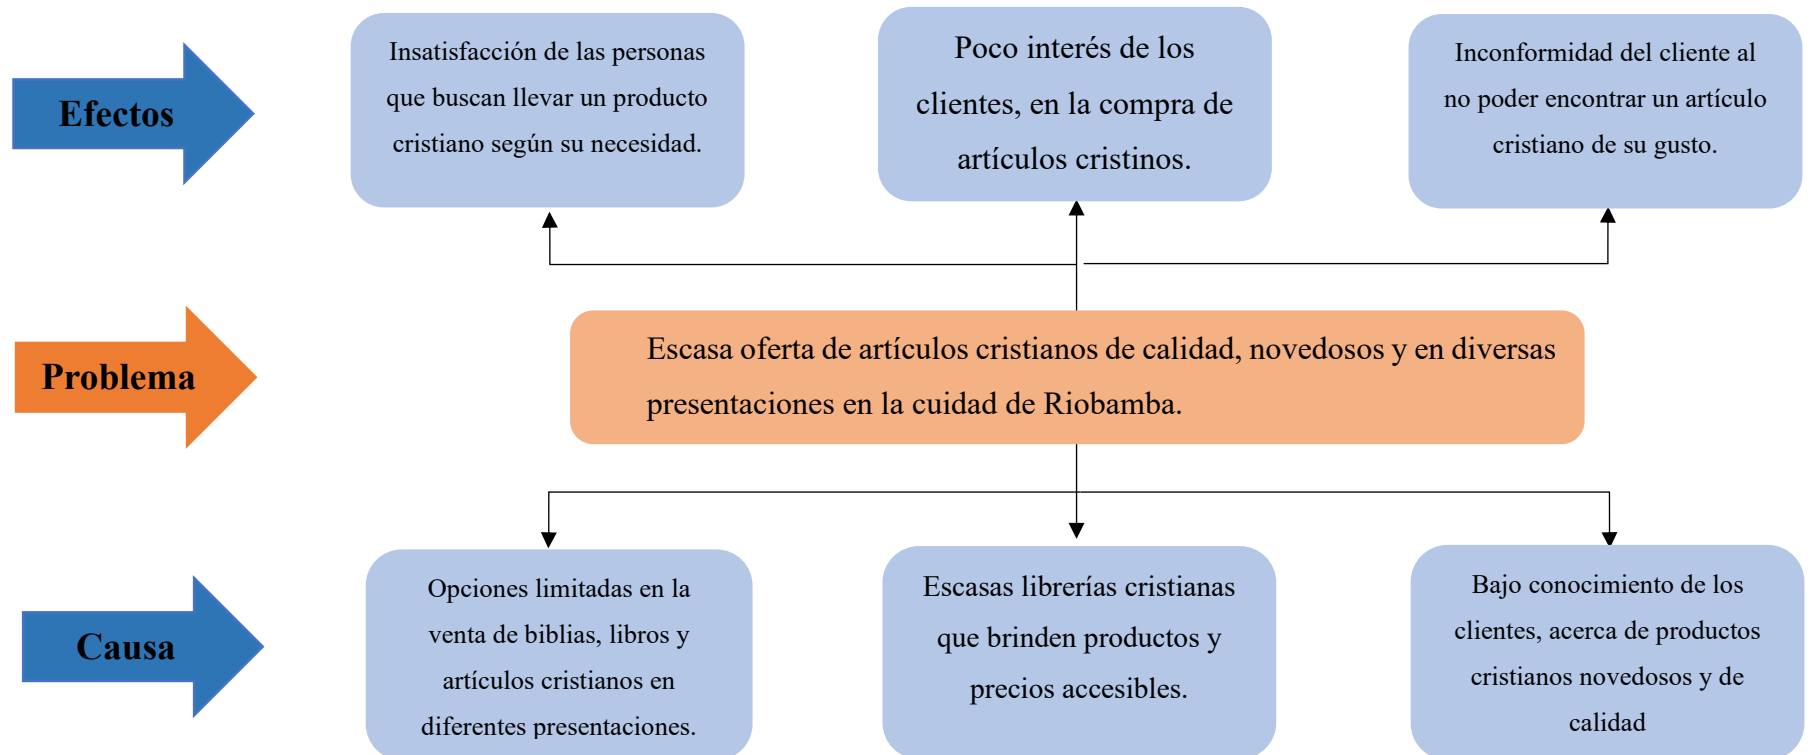 Efectos
Insatisfacción de las personas
que buscan llevar un producto
cristiano según su necesidad.
Poco interés de los
clientes, en la compra de
artículos cristinos.
Inconformidad del cliente al
no poder encontrar un artículo
cristiano de su gusto.
Problema
Escasa oferta de artículos cristianos de calidad, novedosos y en diversas
presentaciones en la cuidad de Riobamba.
Causa
Opciones limitadas en la
venta de biblias, libros y
artículos cristianos en
diferentes presentaciones.
Escasas librerías cristianas
que brinden productos y
precios accesibles.
Bajo conocimiento de los
clientes, acerca de productos
cristianos novedosos y de
calidad